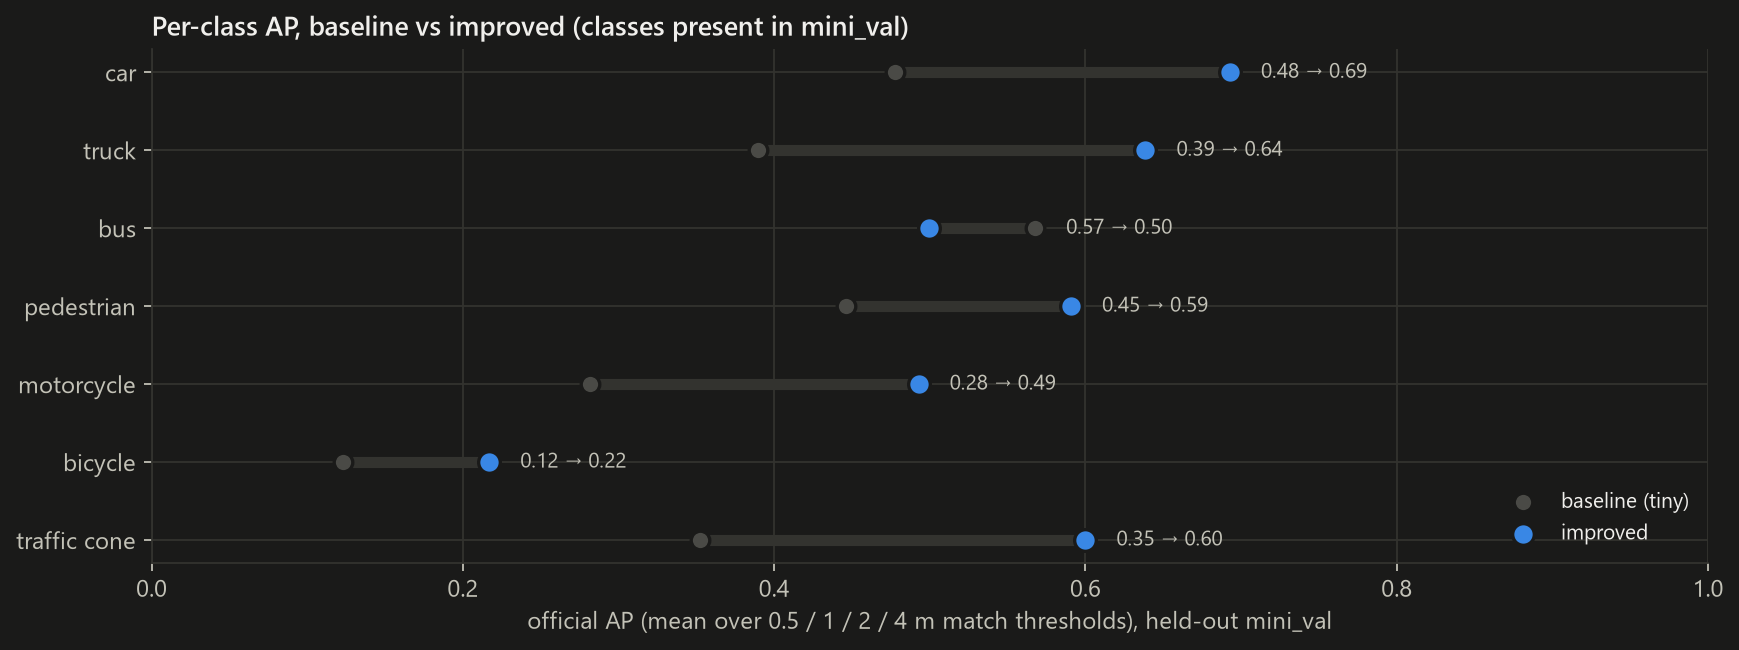 Per-class AP, baseline vs improved (classes present in mini_val)
car
0.48 → 0.69
truck
0.39 → 0.64
bus
0.57 → 0.50
pedestrian
0.45 → 0.59
motorcycle
0.28 → 0.49
bicycle
0.12 → 0.22
baseline (tiny)
improved
traffic cone
0.35 → 0.60
0.0 0.2 0.4 0.6 0.8 1.0
official AP (mean over 0.5 / 1 / 2 / 4 m match thresholds), held-out mini_val